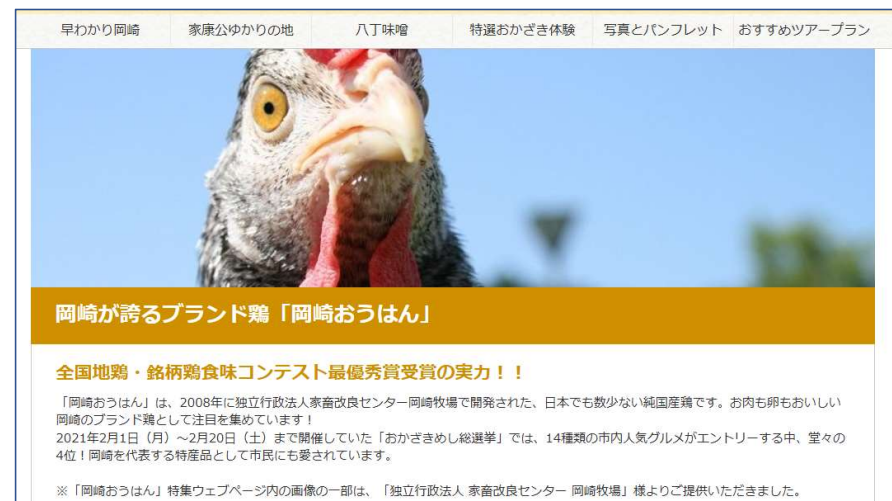 早わかり岡崎 家康公ゆかりの地 八丁味噌 特選おかざき体験 写真とパンフレット おすすめツアープラン
岡崎が誇るブランド鶏「岡崎おうはん」
全国地鶏・銘柄鶏食味コンテスト最優秀賞受賞の実力！！
「岡崎おうはん」は、2008年に独立行政法人家畜改良センター岡崎牧場で開発された、日本でも数少ない純国産鶏です。お肉も卵もおいしい
岡崎のブランド鶏として注目を集めています！
2021年2月1日（月）～2月20日（土）まで開催していた「おかざきめし総選挙」では、14種類の市内人気グルメがエントリーする中、堂々の
4位！岡崎を代表する特産品として市民にも愛されています。
※「岡崎おうはん」特集ウェブページ内の画像の一部は、「独立行政法人 家畜改良センター 岡崎牧場」様よりご提供いただきました。